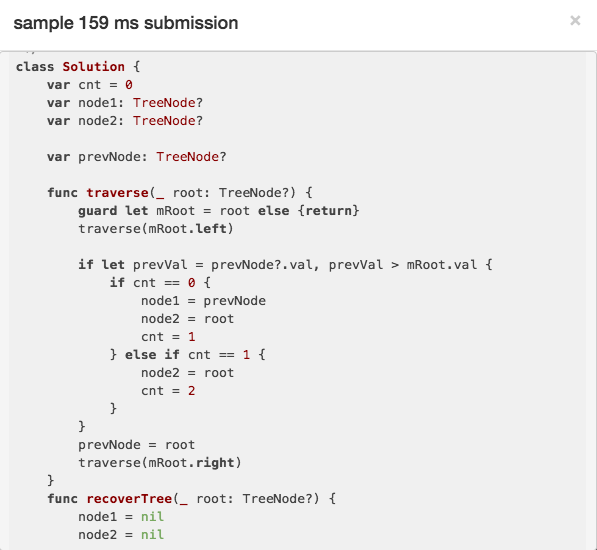 sample 159 ms submission
×
class Solution {
    var cnt = 0
    var node1: TreeNode?
    var node2: TreeNode?

    var prevNode: TreeNode?

    func traverse(_ root: TreeNode?) {
        guard let mRoot = root else {return}
        traverse(mRoot.left)

        if let prevVal = prevNode?.val, prevVal > mRoot.val {
            if cnt == 0 {
                node1 = prevNode
                node2 = root
                cnt = 1
            } else if cnt == 1 {
                node2 = root
                cnt = 2
            }
        }
        prevNode = root
        traverse(mRoot.right)
    }
    func recoverTree(_ root: TreeNode?) {
        node1 = nil
        node2 = nil